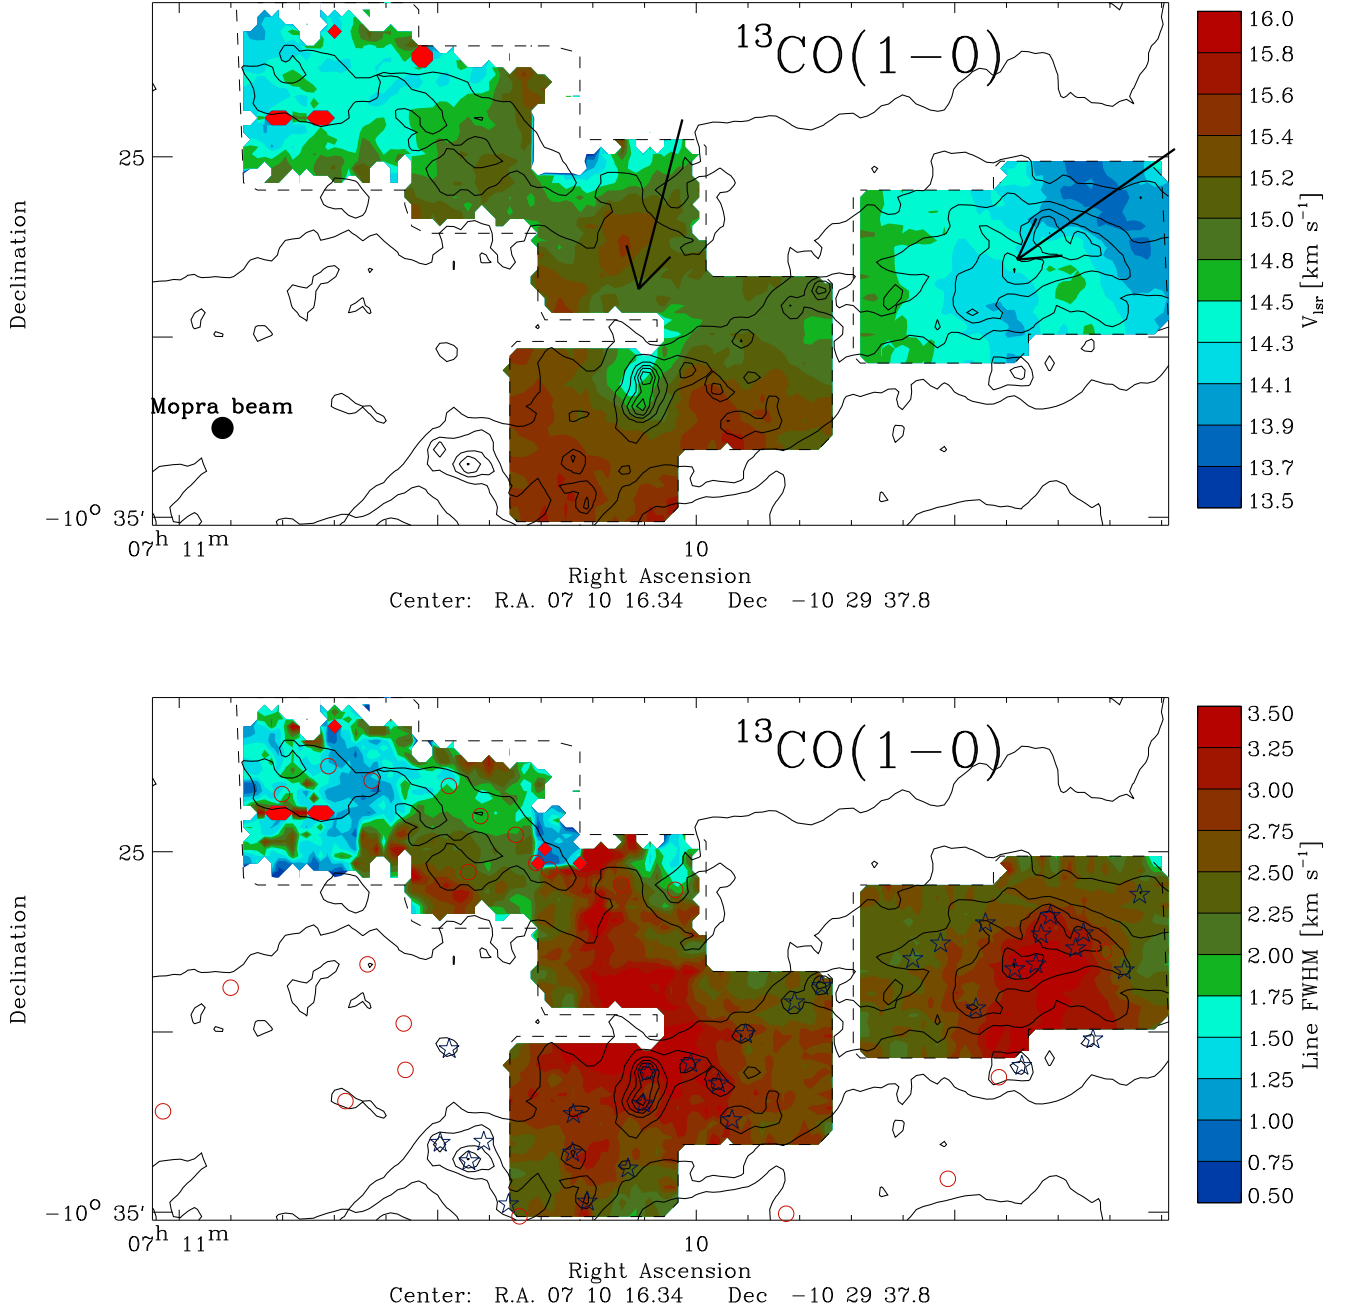 ¹³CO(1−0)
25
−10° 35′
Declination
Mopra beam
07ʰ 11ᵐ
10
Right Ascension
Center: R.A. 07 10 16.34 Dec −10 29 37.8
16.0
15.8
15.6
15.4
15.2
15.0
14.8
14.5
14.3
14.1
13.9
13.7
13.5
V_lsr [km s⁻¹]
¹³CO(1−0)
25
−10° 35′
Declination
07ʰ 11ᵐ
10
Right Ascension
Center: R.A. 07 10 16.34 Dec −10 29 37.8
3.50
3.25
3.00
2.75
2.50
2.25
2.00
1.75
1.50
1.25
1.00
0.75
0.50
Line FWHM [km s⁻¹]